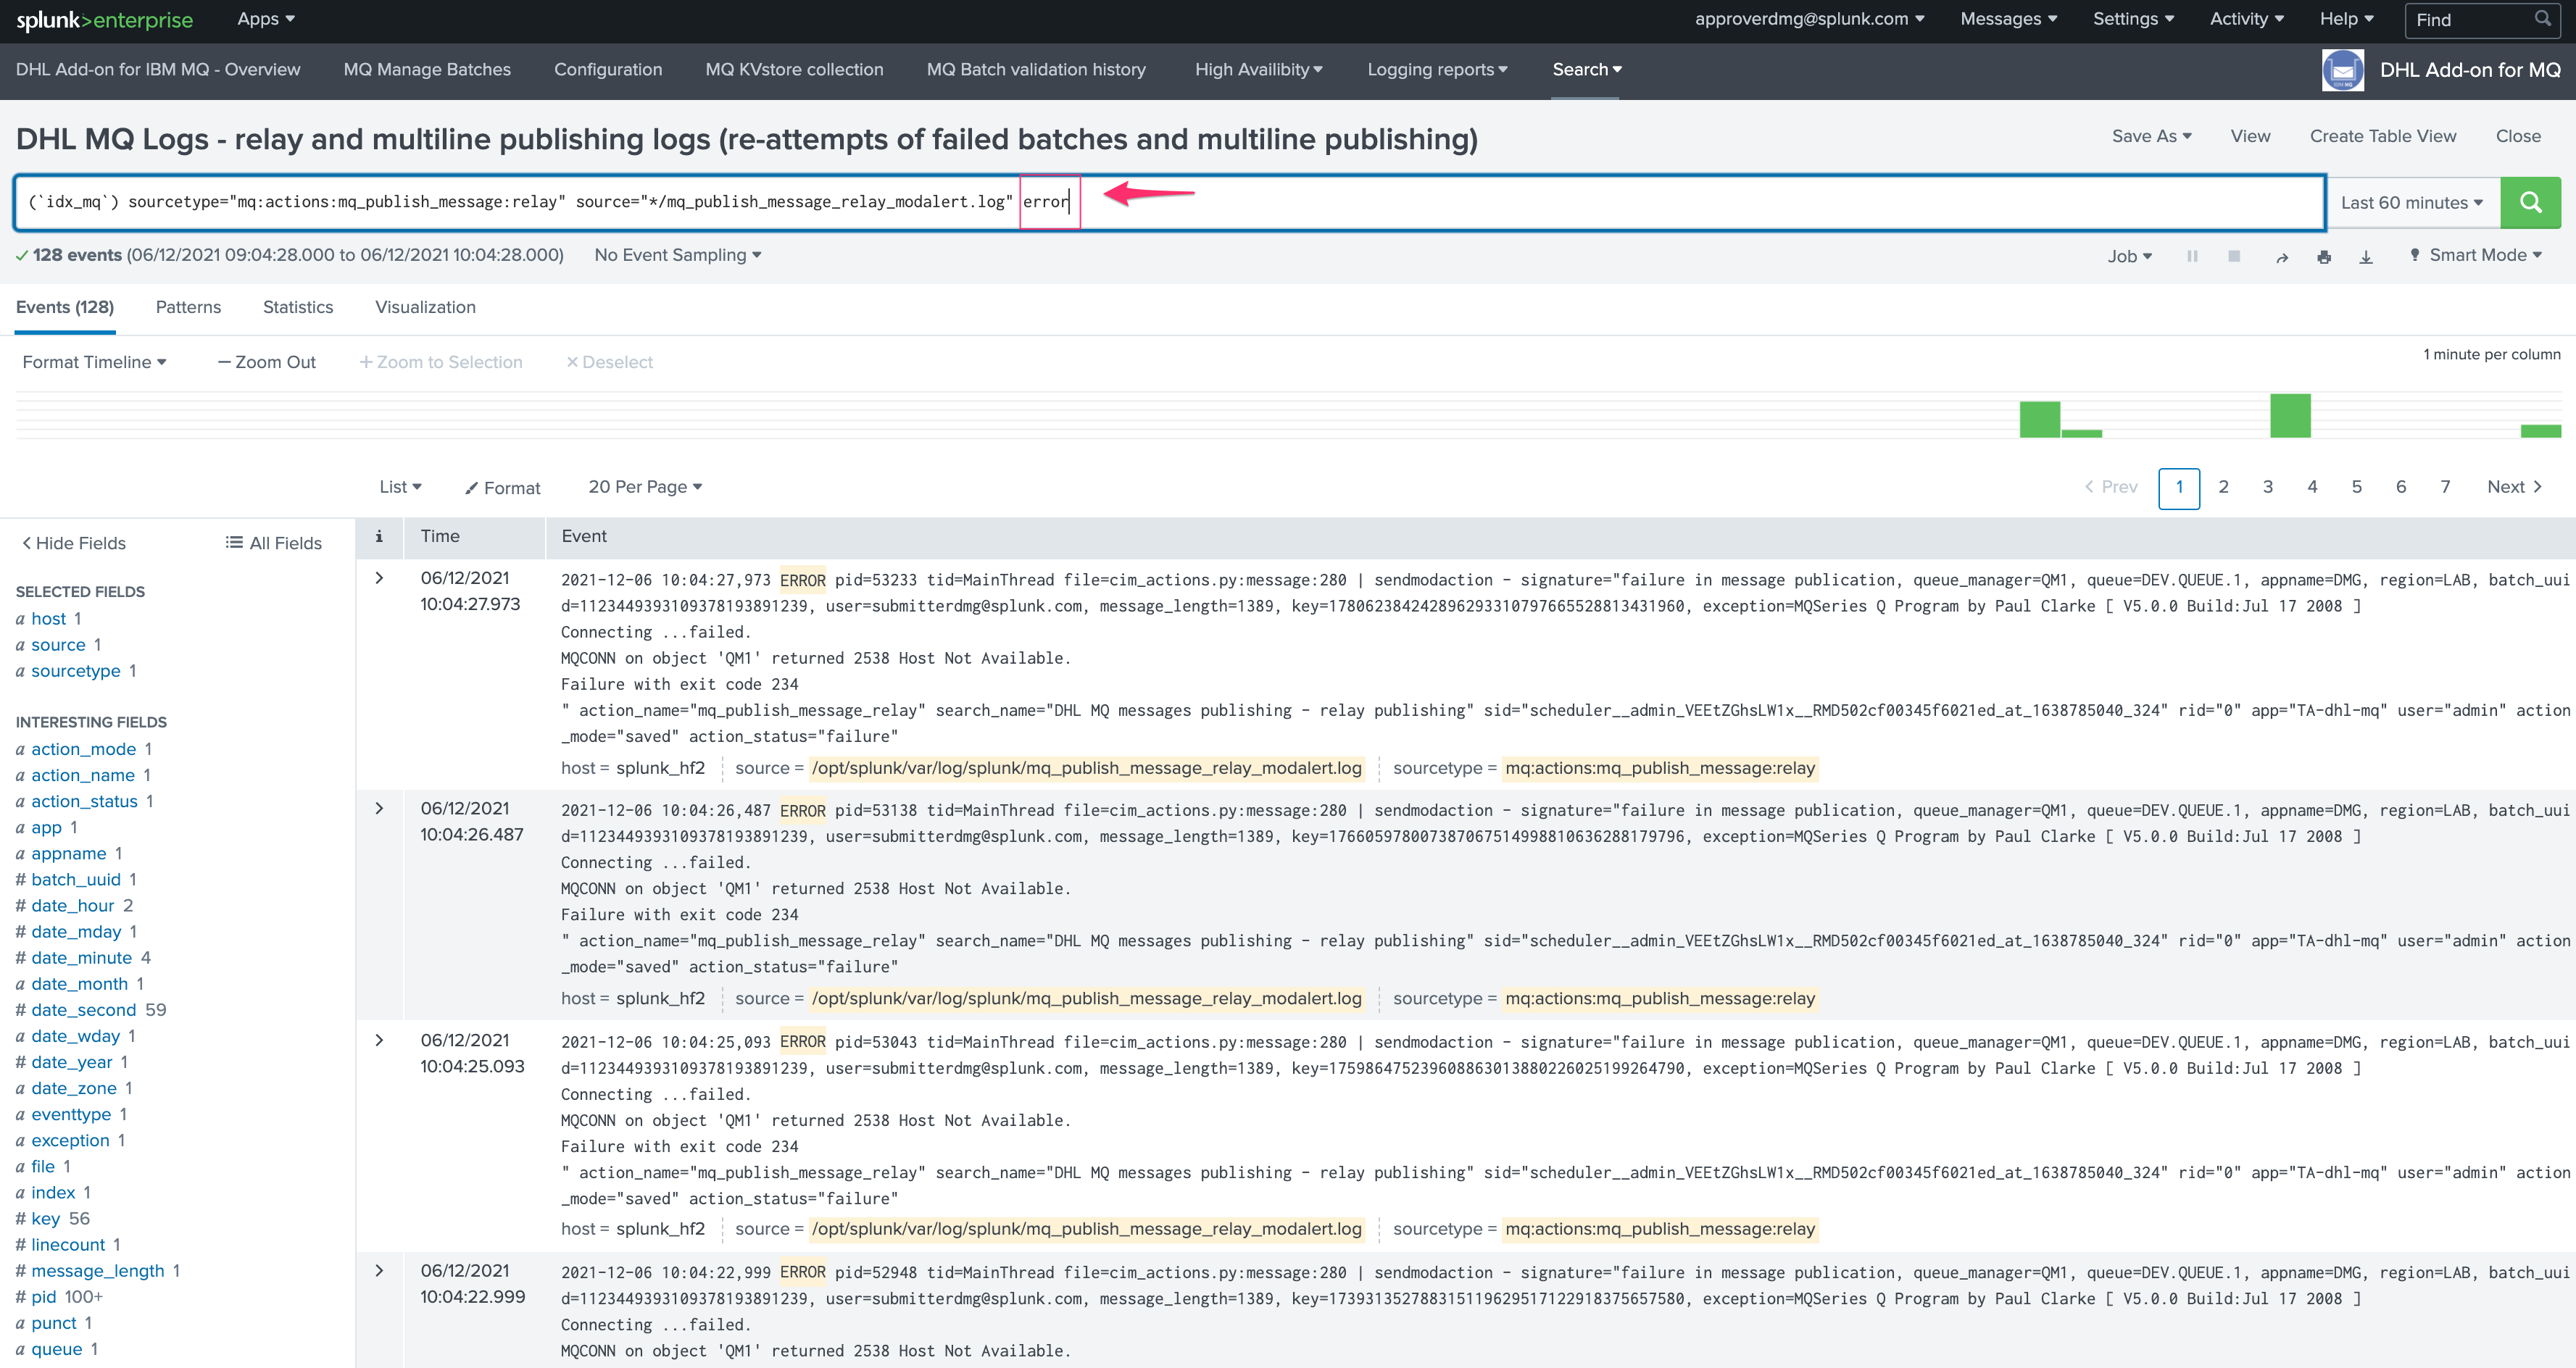 splunk>enterprise Apps approverdmg@splunk.com Messages Settings Activity Help Find
DHL Add-on for IBM MQ - Overview MQ Manage Batches Configuration MQ KVstore collection MQ Batch validation history High Availibity Logging reports Search DHL Add-on for MQ
DHL MQ Logs - relay and multiline publishing logs (re-attempts of failed batches and multiline publishing) Save As View Create Table View Close
(`idx_mq`) sourcetype="mq:actions:mq_publish_message:relay" source="*/mq_publish_message_relay_modalert.log" error Last 60 minutes
128 events (06/12/2021 09:04:28.000 to 06/12/2021 10:04:28.000) No Event Sampling Job Smart Mode
Events (128) Patterns Statistics Visualization
Format Timeline — Zoom Out + Zoom to Selection × Deselect 1 minute per column
List Format 20 Per Page < Prev 1 2 3 4 5 6 7 Next >
< Hide Fields All Fields
SELECTED FIELDS
a host 1
a source 1
a sourcetype 1
INTERESTING FIELDS
a action_mode 1
a action_name 1
a action_status 1
a app 1
a appname 1
# batch_uuid 1
# date_hour 2
# date_mday 1
# date_minute 4
a date_month 1
# date_second 59
a date_wday 1
# date_year 1
a date_zone 1
a eventtype 1
a exception 1
a file 1
a index 1
# key 56
# linecount 1
# message_length 1
# pid 100+
a punct 1
a queue 1
i Time Event
06/12/2021
10:04:27.973
2021-12-06 10:04:27,973 ERROR pid=53233 tid=MainThread file=cim_actions.py:message:280 | sendmodaction - signature="failure in message publication, queue_manager=QM1, queue=DEV.QUEUE.1, appname=DMG, region=LAB, batch_uui
d=1123449393109378193891239, user=submitterdmg@splunk.com, message_length=1389, key=178062384242896293310797665528813431960, exception=MQSeries Q Program by Paul Clarke [ V5.0.0 Build:Jul 17 2008 ]
Connecting ...failed.
MQCONN on object 'QM1' returned 2538 Host Not Available.
Failure with exit code 234
" action_name="mq_publish_message_relay" search_name="DHL MQ messages publishing - relay publishing" sid="scheduler__admin_VEEtZGhsLW1x__RMD502cf00345f6021ed_at_1638785040_324" rid="0" app="TA-dhl-mq" user="admin" action
_mode="saved" action_status="failure"
host = splunk_hf2 source = /opt/splunk/var/log/splunk/mq_publish_message_relay_modalert.log sourcetype = mq:actions:mq_publish_message:relay
06/12/2021
10:04:26.487
2021-12-06 10:04:26,487 ERROR pid=53138 tid=MainThread file=cim_actions.py:message:280 | sendmodaction - signature="failure in message publication, queue_manager=QM1, queue=DEV.QUEUE.1, appname=DMG, region=LAB, batch_uui
d=1123449393109378193891239, user=submitterdmg@splunk.com, message_length=1389, key=176605978007387067514998810636288179796, exception=MQSeries Q Program by Paul Clarke [ V5.0.0 Build:Jul 17 2008 ]
Connecting ...failed.
MQCONN on object 'QM1' returned 2538 Host Not Available.
Failure with exit code 234
" action_name="mq_publish_message_relay" search_name="DHL MQ messages publishing - relay publishing" sid="scheduler__admin_VEEtZGhsLW1x__RMD502cf00345f6021ed_at_1638785040_324" rid="0" app="TA-dhl-mq" user="admin" action
_mode="saved" action_status="failure"
host = splunk_hf2 source = /opt/splunk/var/log/splunk/mq_publish_message_relay_modalert.log sourcetype = mq:actions:mq_publish_message:relay
06/12/2021
10:04:25.093
2021-12-06 10:04:25,093 ERROR pid=53043 tid=MainThread file=cim_actions.py:message:280 | sendmodaction - signature="failure in message publication, queue_manager=QM1, queue=DEV.QUEUE.1, appname=DMG, region=LAB, batch_uui
d=1123449393109378193891239, user=submitterdmg@splunk.com, message_length=1389, key=175986475239608863013880226025199264790, exception=MQSeries Q Program by Paul Clarke [ V5.0.0 Build:Jul 17 2008 ]
Connecting ...failed.
MQCONN on object 'QM1' returned 2538 Host Not Available.
Failure with exit code 234
" action_name="mq_publish_message_relay" search_name="DHL MQ messages publishing - relay publishing" sid="scheduler__admin_VEEtZGhsLW1x__RMD502cf00345f6021ed_at_1638785040_324" rid="0" app="TA-dhl-mq" user="admin" action
_mode="saved" action_status="failure"
host = splunk_hf2 source = /opt/splunk/var/log/splunk/mq_publish_message_relay_modalert.log sourcetype = mq:actions:mq_publish_message:relay
06/12/2021
10:04:22.999
2021-12-06 10:04:22,999 ERROR pid=52948 tid=MainThread file=cim_actions.py:message:280 | sendmodaction - signature="failure in message publication, queue_manager=QM1, queue=DEV.QUEUE.1, appname=DMG, region=LAB, batch_uui
d=1123449393109378193891239, user=submitterdmg@splunk.com, message_length=1389, key=173931352788315119629517122918375657580, exception=MQSeries Q Program by Paul Clarke [ V5.0.0 Build:Jul 17 2008 ]
Connecting ...failed.
MQCONN on object 'QM1' returned 2538 Host Not Available.